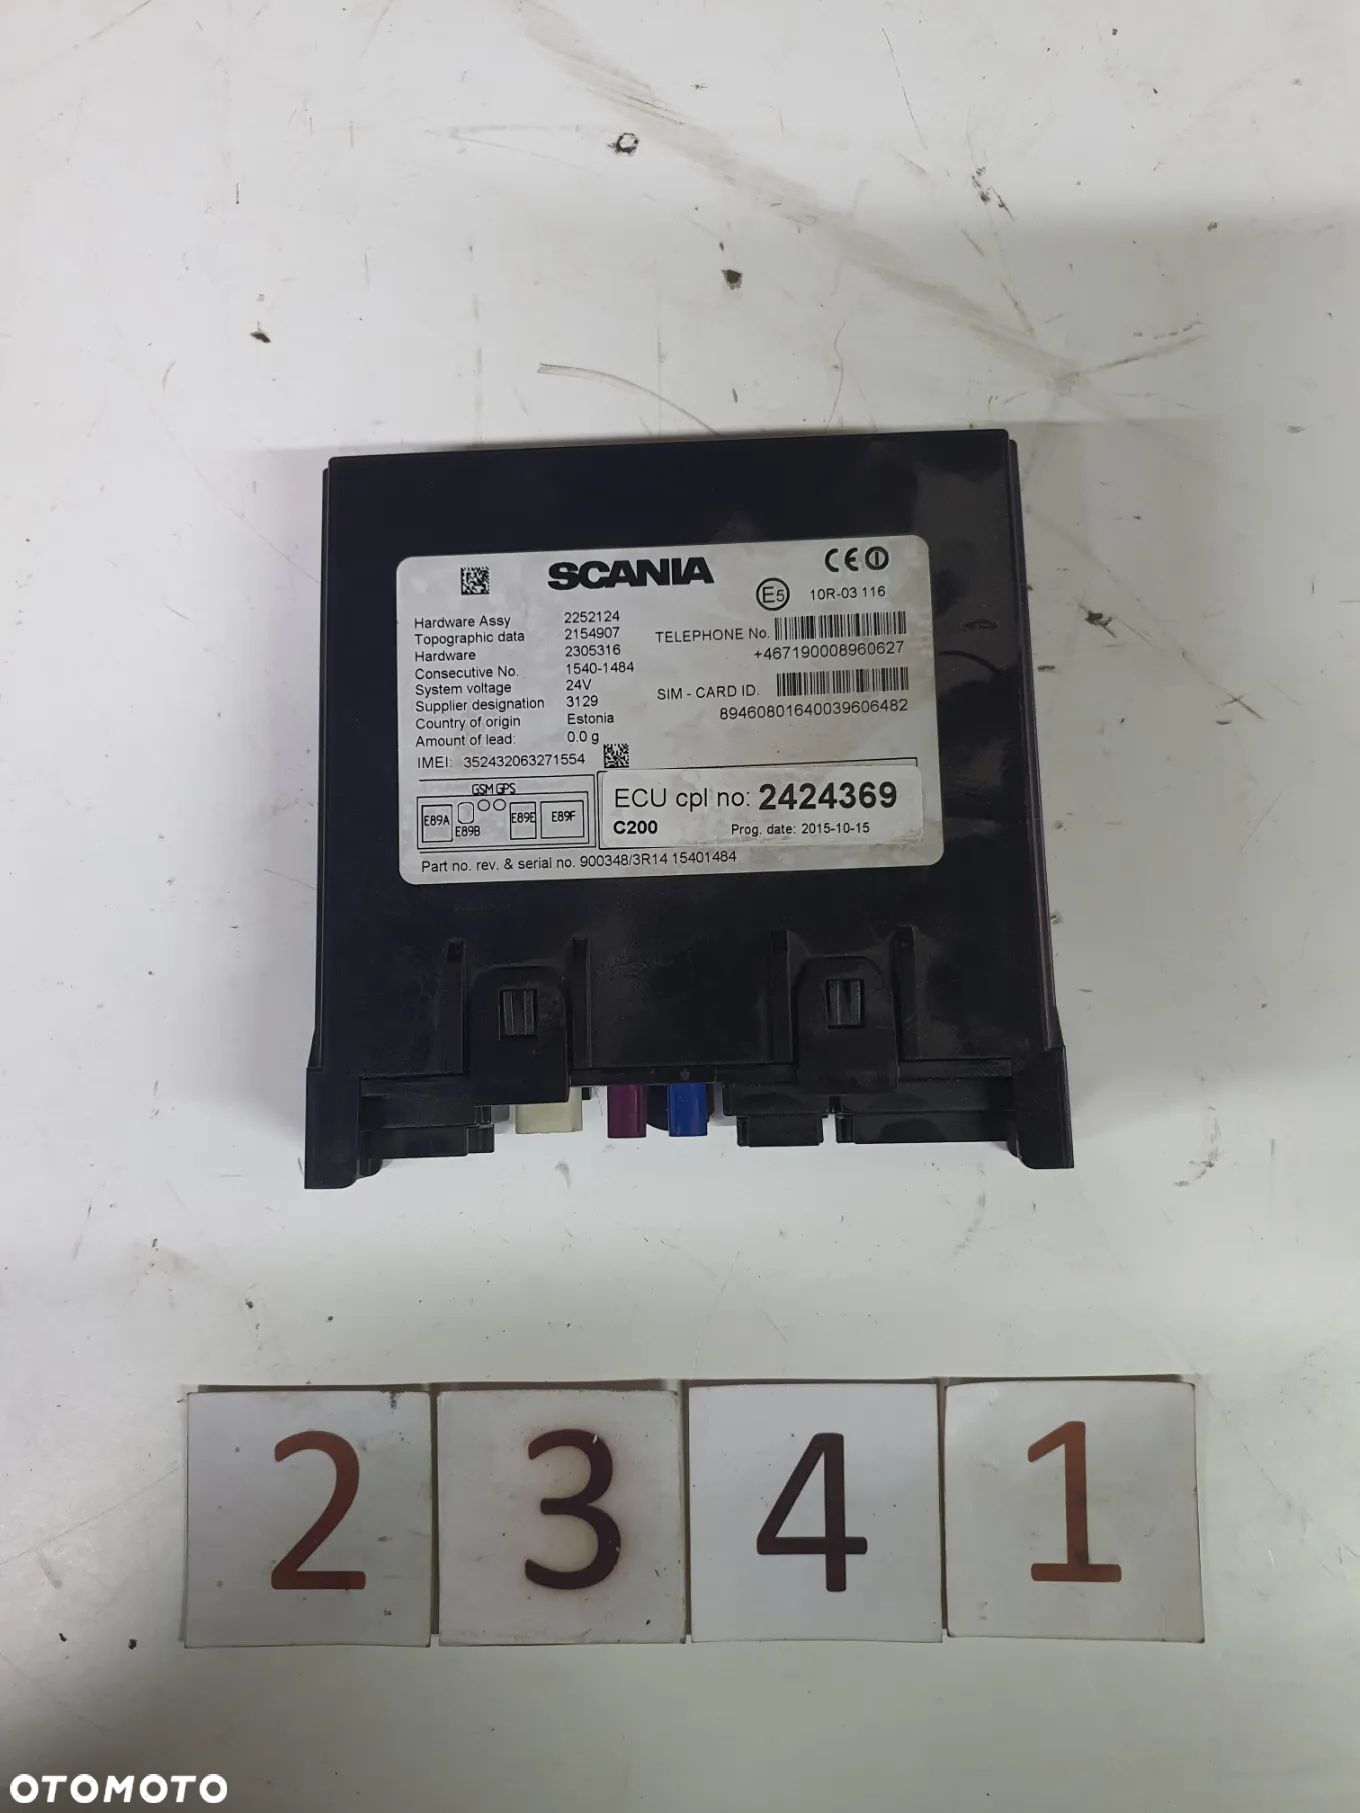 SCANIA
CE
E5 10R-03 116
Hardware Assy 2252124
Topographic data 2154907
Hardware 2305316
Consecutive No. 1540-1484
System voltage 24V
Supplier designation 3129
Country of origin Estonia
Amount of lead: 0.0 g
IMEI: 352432063271554
TELEPHONE No.
+467190008960627
SIM - CARD ID.
89460801640039606482
GSM GPS
E89A E89B E89E E89F
ECU cpl no: 2424369
C200 Prog. date: 2015-10-15
Part no. rev. & serial no. 900348/3R14 15401484
2 3 4 1
OTOMOTO